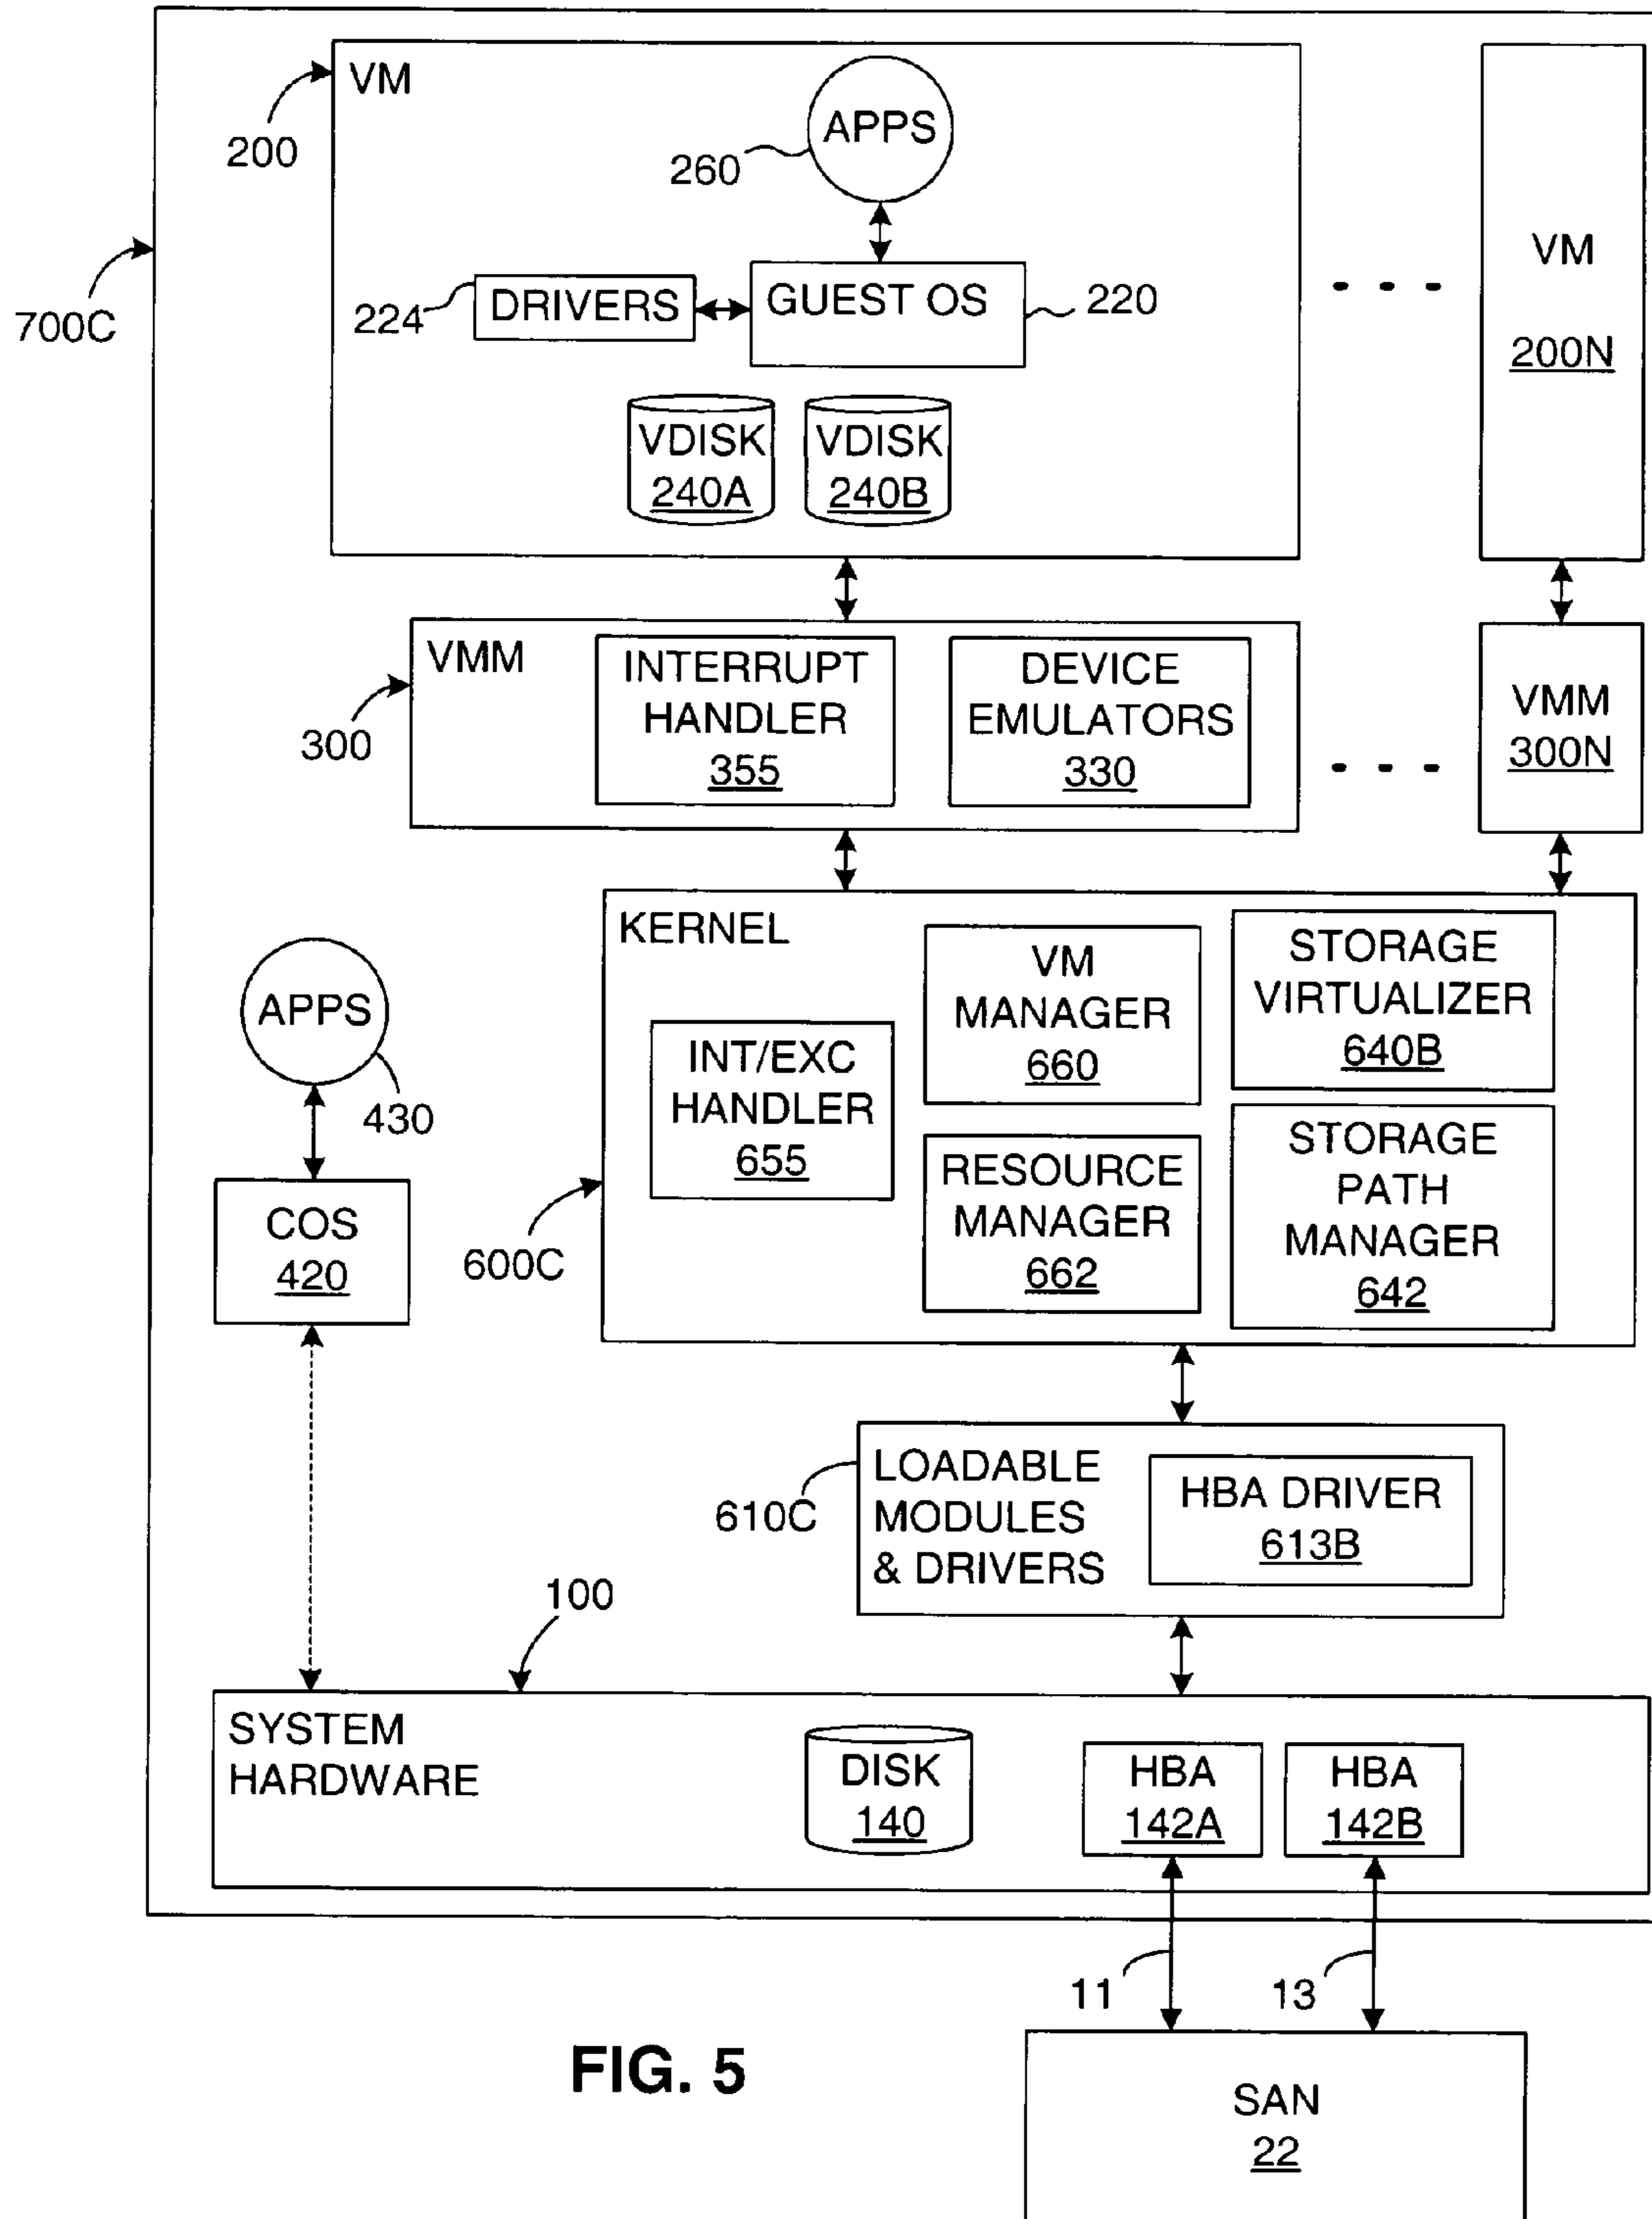 VM
200
APPS
260
DRIVERS
224
GUEST OS
220
VDISK
240A
VDISK
240B
VM
200N
700C
VMM
300
INTERRUPT
HANDLER
355
DEVICE
EMULATORS
330
VMM
300N
KERNEL
600C
INT/EXC
HANDLER
655
VM
MANAGER
660
RESOURCE
MANAGER
662
STORAGE
VIRTUALIZER
640B
STORAGE
PATH
MANAGER
642
APPS
430
COS
420
LOADABLE
MODULES
& DRIVERS
610C
HBA DRIVER
613B
100
SYSTEM
HARDWARE
DISK
140
HBA
142A
HBA
142B
11
13
SAN
22
FIG. 5